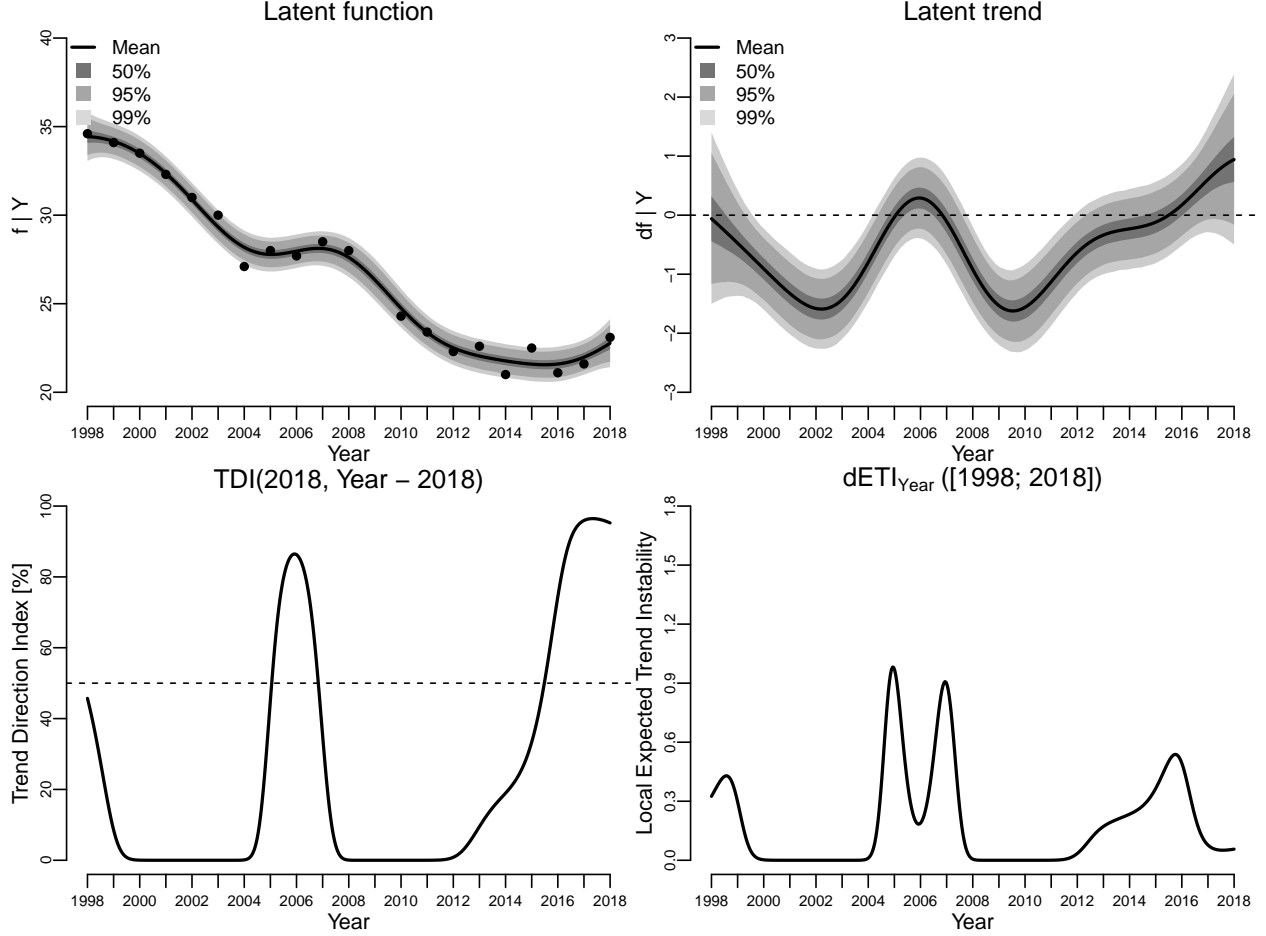 Latent function
40
35
30
25
20
f | Y
Mean
50%
95%
99%
1998 2000 2002 2004 2006 2008 2010 2012 2014 2016 2018
Year
Latent trend
3
2
1
0
−1
−2
−3
df | Y
Mean
50%
95%
99%
1998 2000 2002 2004 2006 2008 2010 2012 2014 2016 2018
Year
TDI(2018, Year − 2018)
100
80
60
40
20
0
Trend Direction Index [%]
1998 2000 2002 2004 2006 2008 2010 2012 2014 2016 2018
Year
dETIYear ([1998; 2018])
1.8
1.5
1.2
0.9
0.6
0.3
0.0
Local Expected Trend Instability
1998 2000 2002 2004 2006 2008 2010 2012 2014 2016 2018
Year